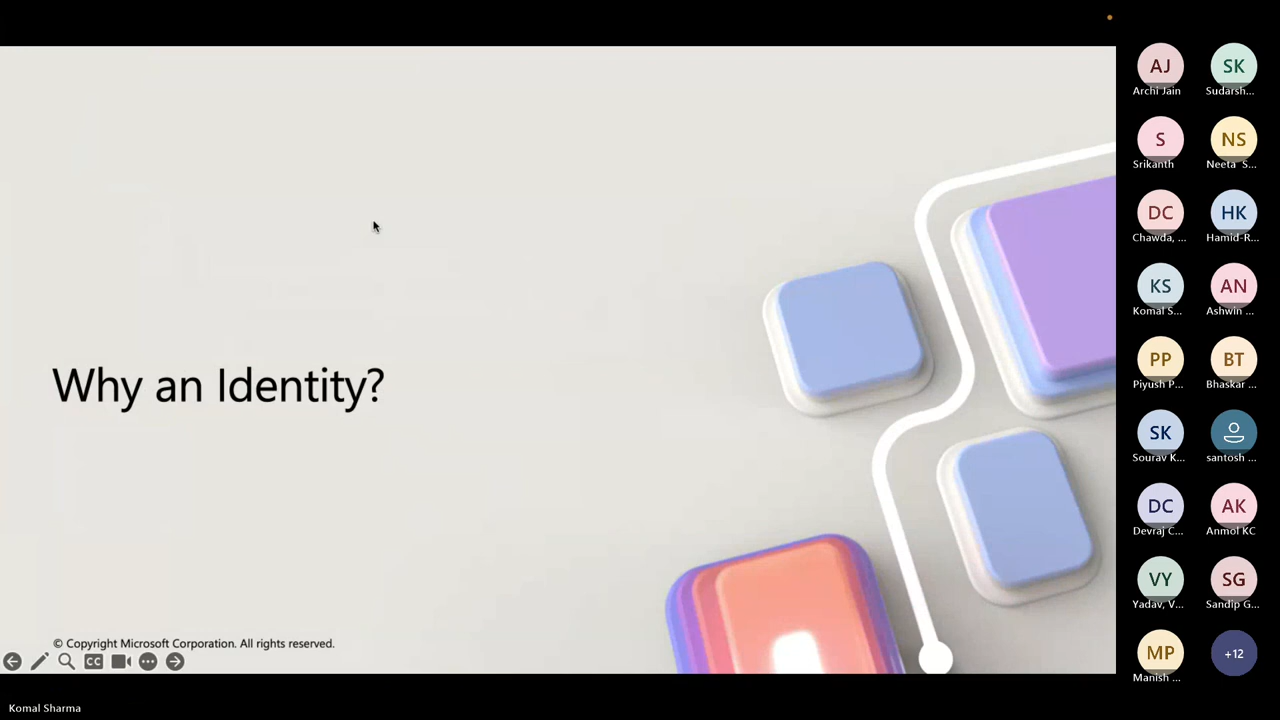 Why an Identity?
© Copyright Microsoft Corporation. All rights reserved.
CC
Komal Sharma
AJ
Archi Jain
SK
Sudarsh...
S
Srikanth
NS
Neeta S...
DC
Chawda, ...
HK
Hamid-R...
KS
Komal S...
AN
Ashwin ...
PP
Piyush P...
BT
Bhaskar ...
SK
Sourav K...
santosh ...
DC
Devraj C...
AK
Anmol KC
VY
Yadav, V...
SG
Sandip G...
MP
Manish ...
+12